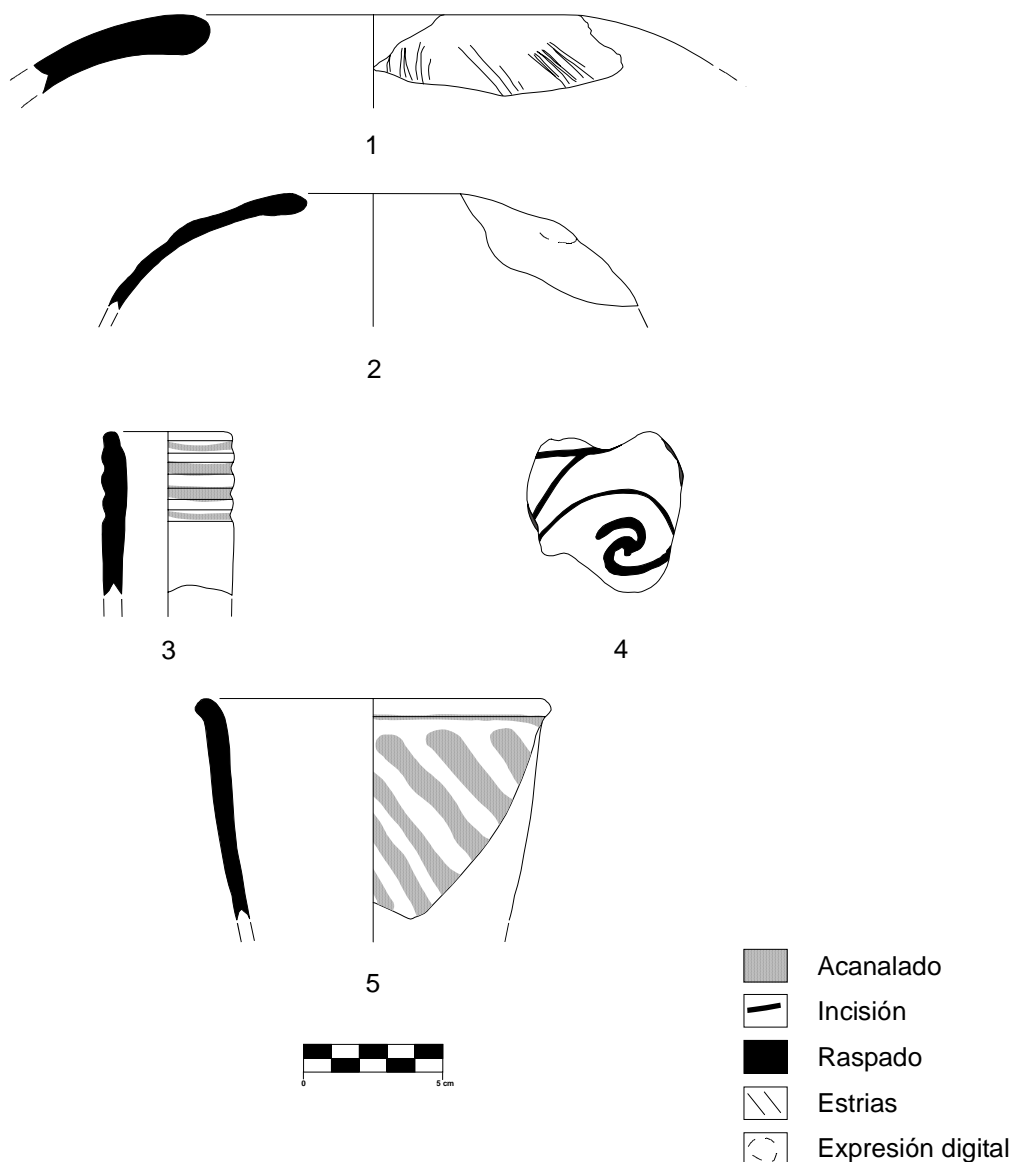 1
2
3
4
5
0 5 cm
Acanalado
Incisión
Raspado
Estrias
Expresión digital